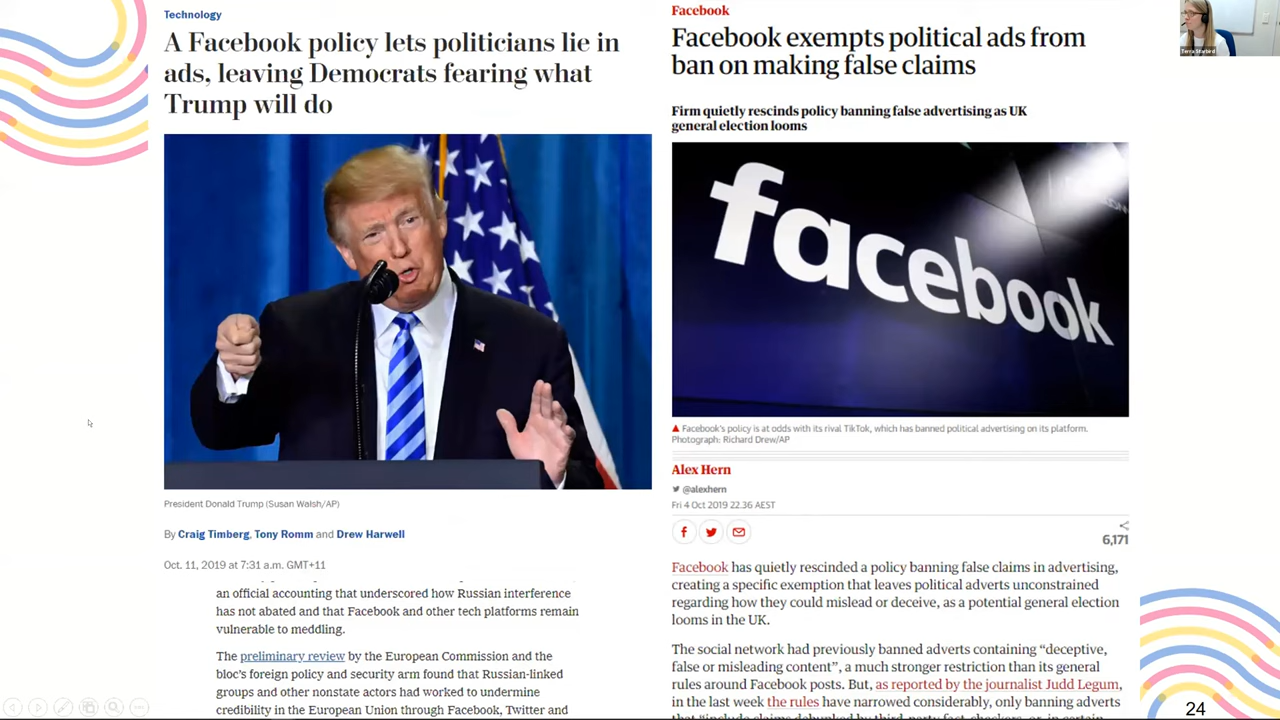 Technology
A Facebook policy lets politicians lie in
ads, leaving Democrats fearing what
Trump will do
President Donald Trump (Susan Walsh/AP)
By Craig Timberg, Tony Romm and Drew Harwell
Oct. 11, 2019 at 7:31 a.m. GMT+11
an official accounting that underscored how Russian interference
has not abated and that Facebook and other tech platforms remain
vulnerable to meddling.
The preliminary review by the European Commission and the
bloc's foreign policy and security arm found that Russian-linked
groups and other nonstate actors had worked to undermine
credibility in the European Union through Facebook, Twitter and
Facebook
Facebook exempts political ads from
ban on making false claims
Firm quietly rescinds policy banning false advertising as UK
general election looms
facebook
Facebook's policy is at odds with its rival TikTok, which has banned political advertising on its platform.
Photograph: Richard Drew/AP
Alex Hern
@alexhern
Fri 4 Oct 2019 22.36 AEST
6,171
Facebook has quietly rescinded a policy banning false claims in advertising,
creating a specific exemption that leaves political adverts unconstrained
regarding how they could mislead or deceive, as a potential general election
looms in the UK.
The social network had previously banned adverts containing "deceptive,
false or misleading content", a much stronger restriction than its general
rules around Facebook posts. But, as reported by the journalist Judd Legum,
in the last week the rules have narrowed considerably, only banning adverts
that "include claims debunked by third-party fact-checkers or, in certain
24